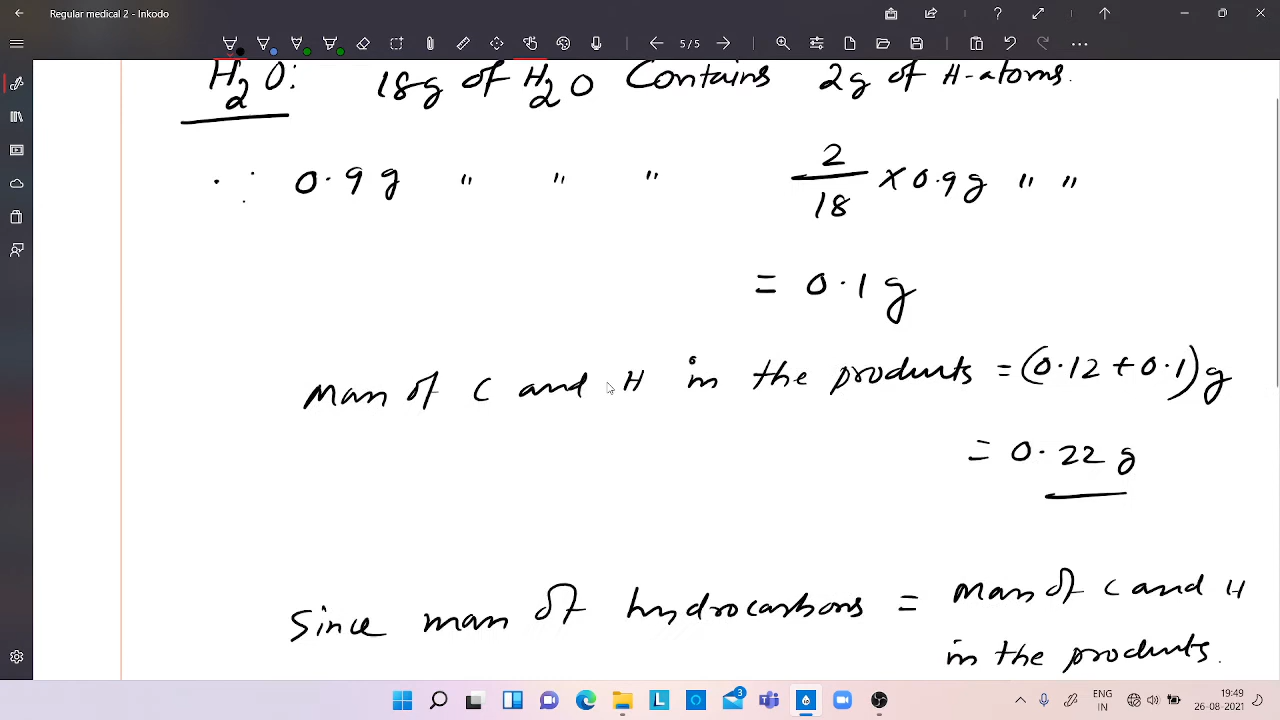 Regular medical 2 - Inkodo
5/5
H2O: 18g of H2O Contains 2g of H-atoms.
∵ 0.9g " " " 2/18 × 0.9g " "
= 0.1g
Mass of C and H in the products = (0.12 + 0.1)g
= 0.22g
Since mass of hydrocarbons = mass of C and H
in the products.
3
ENG
IN
19:49
26-08-2022